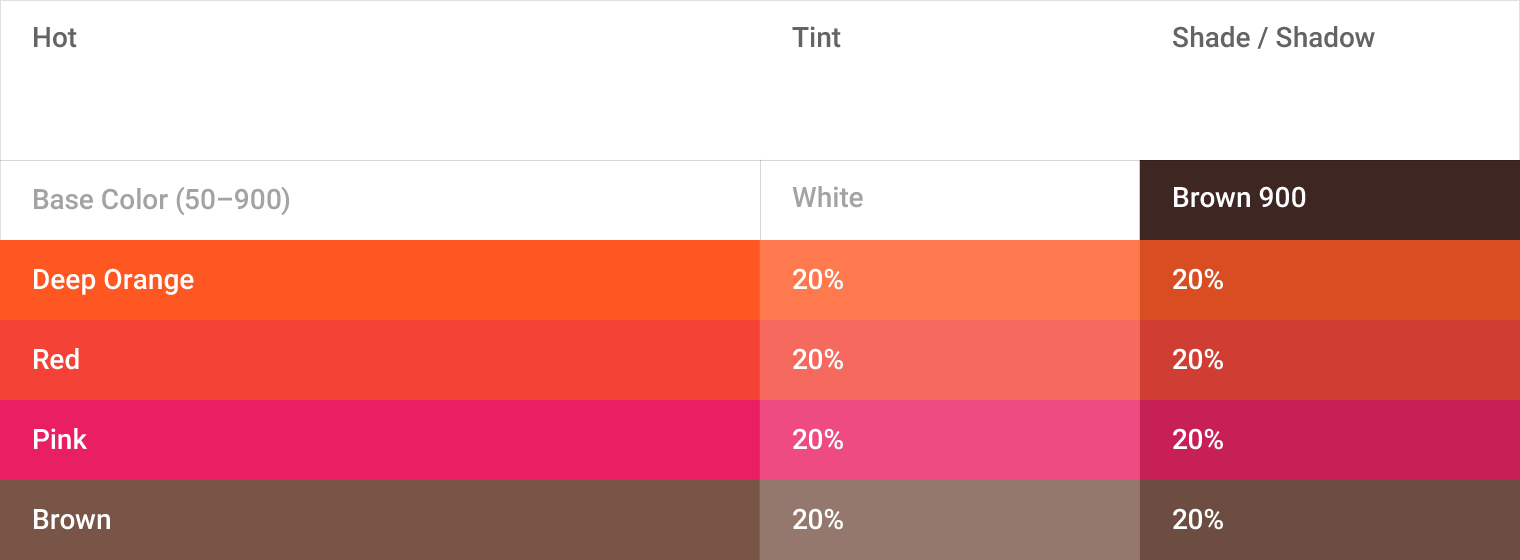 Hot Tint Shade / Shadow
Base Color (50–900) White Brown 900
Deep Orange 20% 20%
Red 20% 20%
Pink 20% 20%
Brown 20% 20%